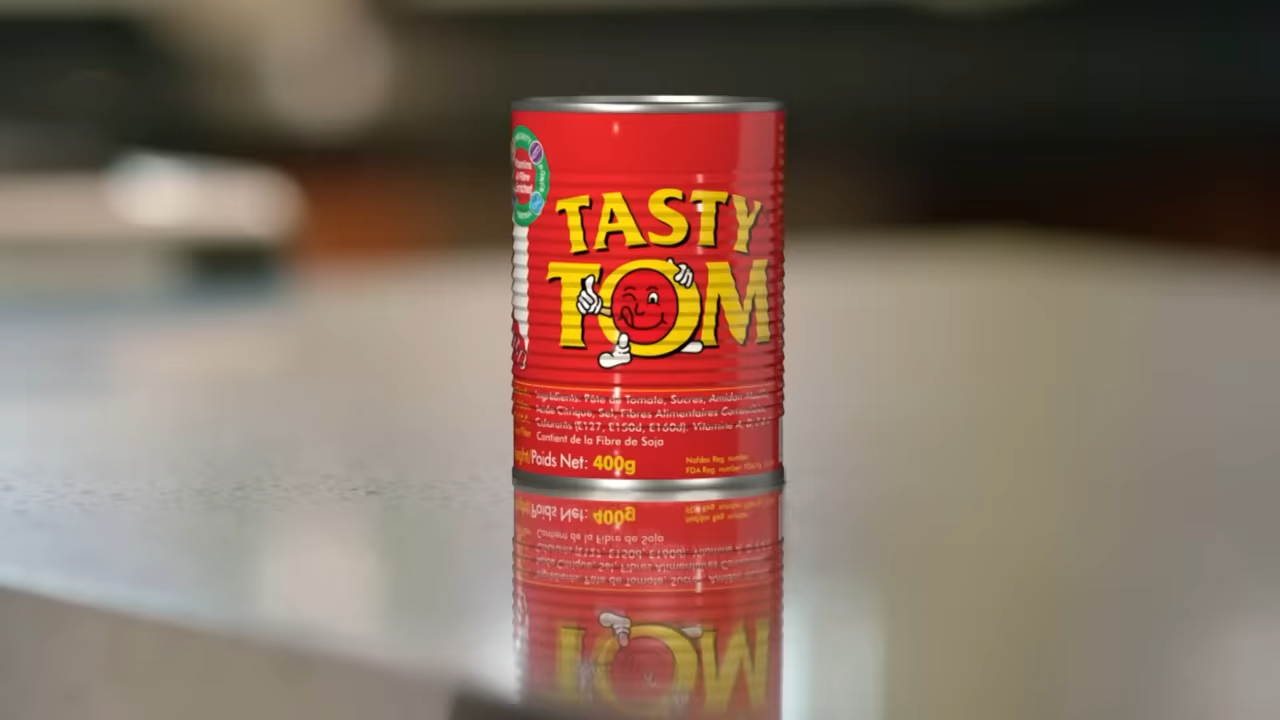 TASTY
TOM
Ingrédients: Pâte de Tomate, Sucres, Amidon
Acide Citrique, Sel, Fibres Alimentaires
Colorants (E127, E150d, E160d). Vitamine A
Contient de la Fibre de Soja
Poids Net: 400g
Nafdac Reg. number
FDA Reg. number